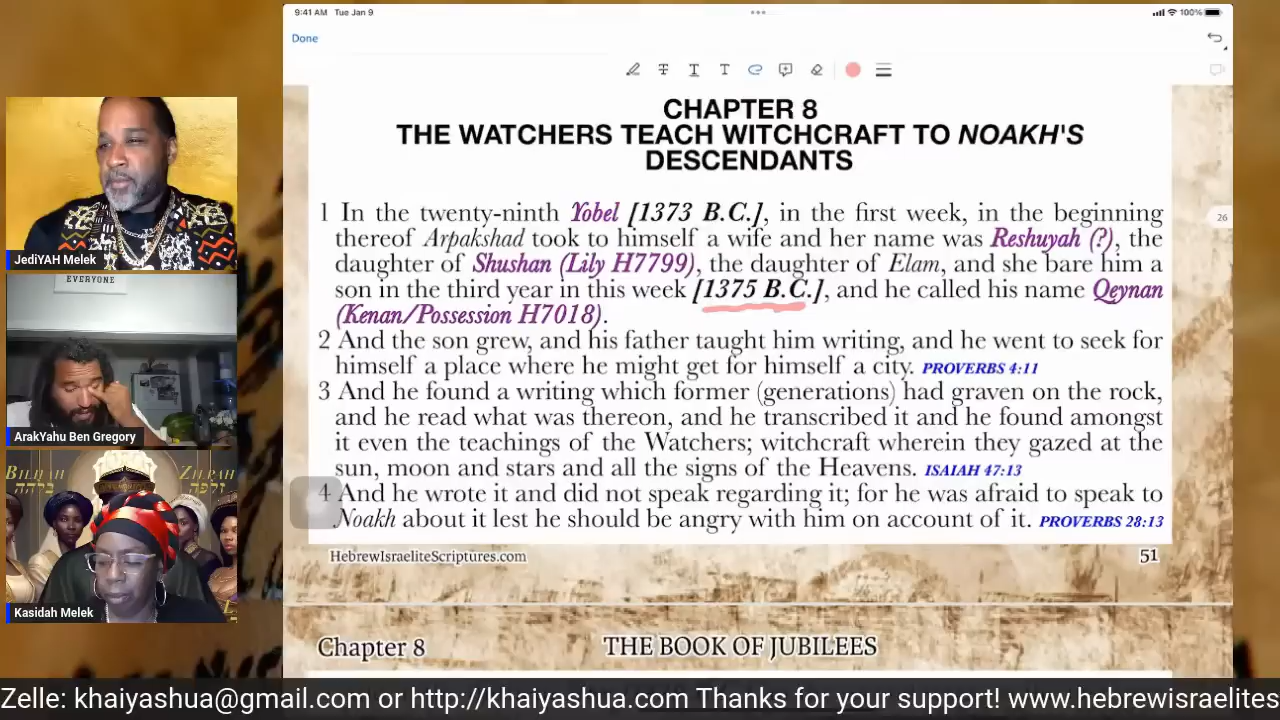 9:41 AM Tue Jan 9
100%
Done
T T T
26
CHAPTER 8
THE WATCHERS TEACH WITCHCRAFT TO NOAKH'S
DESCENDANTS
1 In the twenty-ninth Yobel [1373 B.C.], in the first week, in the beginning
thereof Arpakshad took to himself a wife and her name was Reshuyah (?), the
daughter of Shushan (Lily H7799), the daughter of Elam, and she bare him a
son in the third year in this week [1375 B.C.], and he called his name Qeynan
(Kenan/Possession H7018).
2 And the son grew, and his father taught him writing, and he went to seek for
himself a place where he might get for himself a city. PROVERBS 4:11
3 And he found a writing which former (generations) had graven on the rock,
and he read what was thereon, and he transcribed it and he found amongst
it even the teachings of the Watchers; witchcraft wherein they gazed at the
sun, moon and stars and all the signs of the Heavens. ISAIAH 47:13
4 And he wrote it and did not speak regarding it; for he was afraid to speak to
Noakh about it lest he should be angry with him on account of it. PROVERBS 28:13
HebrewIsraeliteScriptures.com 51
Chapter 8 THE BOOK OF JUBILEES
JediYAH Melek
EVERYONE
ArakYahu Ben Gregory
BILHAH ZILPAH
בלהה זלפה
Kasidah Melek
Zelle: khaiyashua@gmail.com or http://khaiyashua.com Thanks for your support! www.hebrewisraelites